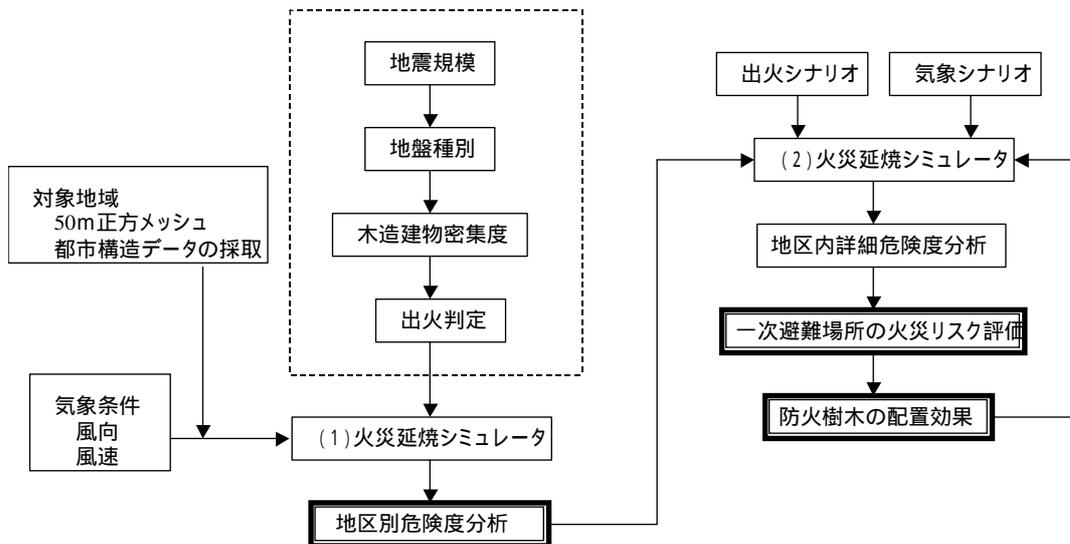 地震規模
地盤種別
木造建物密集度
出火判定
対象地域
50m正方メッシュ
都市構造データの採取
気象条件
風向
風速
(1)火災延焼シミュレータ
地区別危険度分析
出火シナリオ
気象シナリオ
(2)火災延焼シミュレータ
地区内詳細危険度分析
一次避難場所の火災リスク評価
防火樹木の配置効果